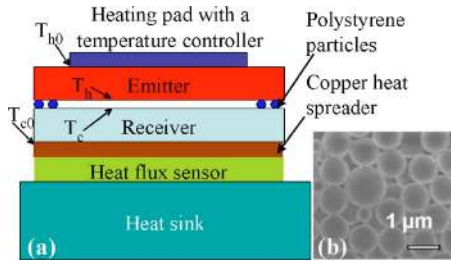 Heating pad with a
temperature controller
T_h0
Polystyrene
particles
T_h
Emitter
Copper heat
spreader
T_c0
T_c
Receiver
Heat flux sensor
Heat sink
1 μm
(a)
(b)